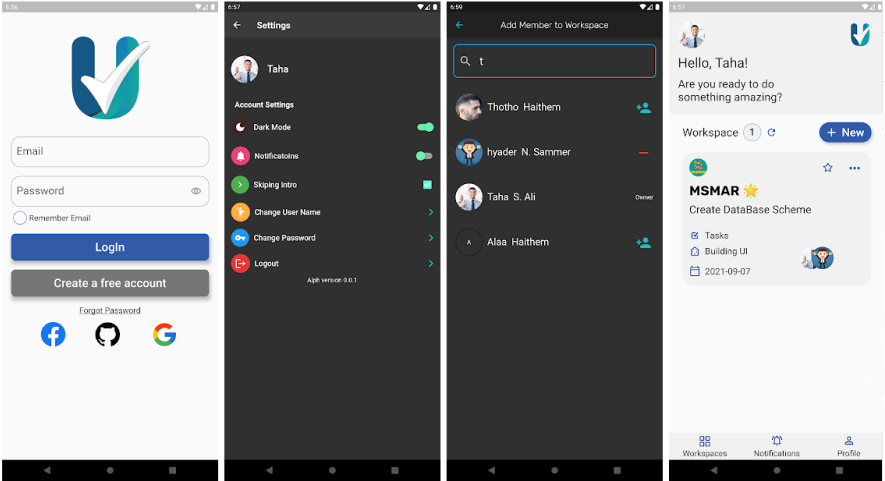 6:56
Email
Password
Remember Email
LogIn
Create a free account
Forgot Password
6:57
Settings
Taha
Account Settings
Dark Mode
Notificatoins
Skiping Intro
Change User Name
Change Password
Logout
Alph version 0.0.1
6:59
Add Member to Workspace
t
Thotho Haithem
hyader N. Sammer
Taha S. Ali
Owner
A
Alaa Haithem
6:57
Hello, Taha!
Are you ready to do
something amazing?
Workspace 1
+ New
MSMAR 🌟
Create DataBase Scheme
Tasks
Building UI
2021-09-07
Workspaces
Notifications
Profile